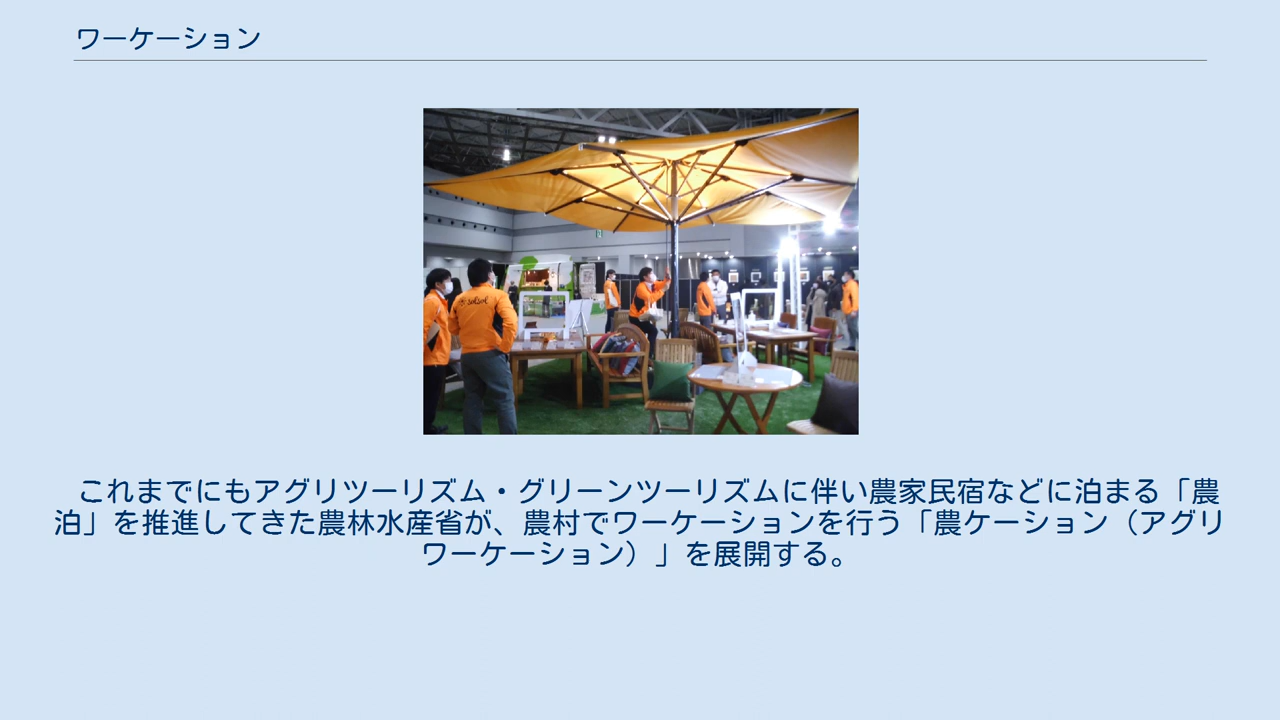 ワーケーション
solsol
これまでにもアグリツーリズム・グリーンツーリズムに伴い農家民宿などに泊まる「農
泊」を推進してきた農林水産省が、農村でワーケーションを行う「農ケーション（アグリ
ワーケーション）」を展開する。